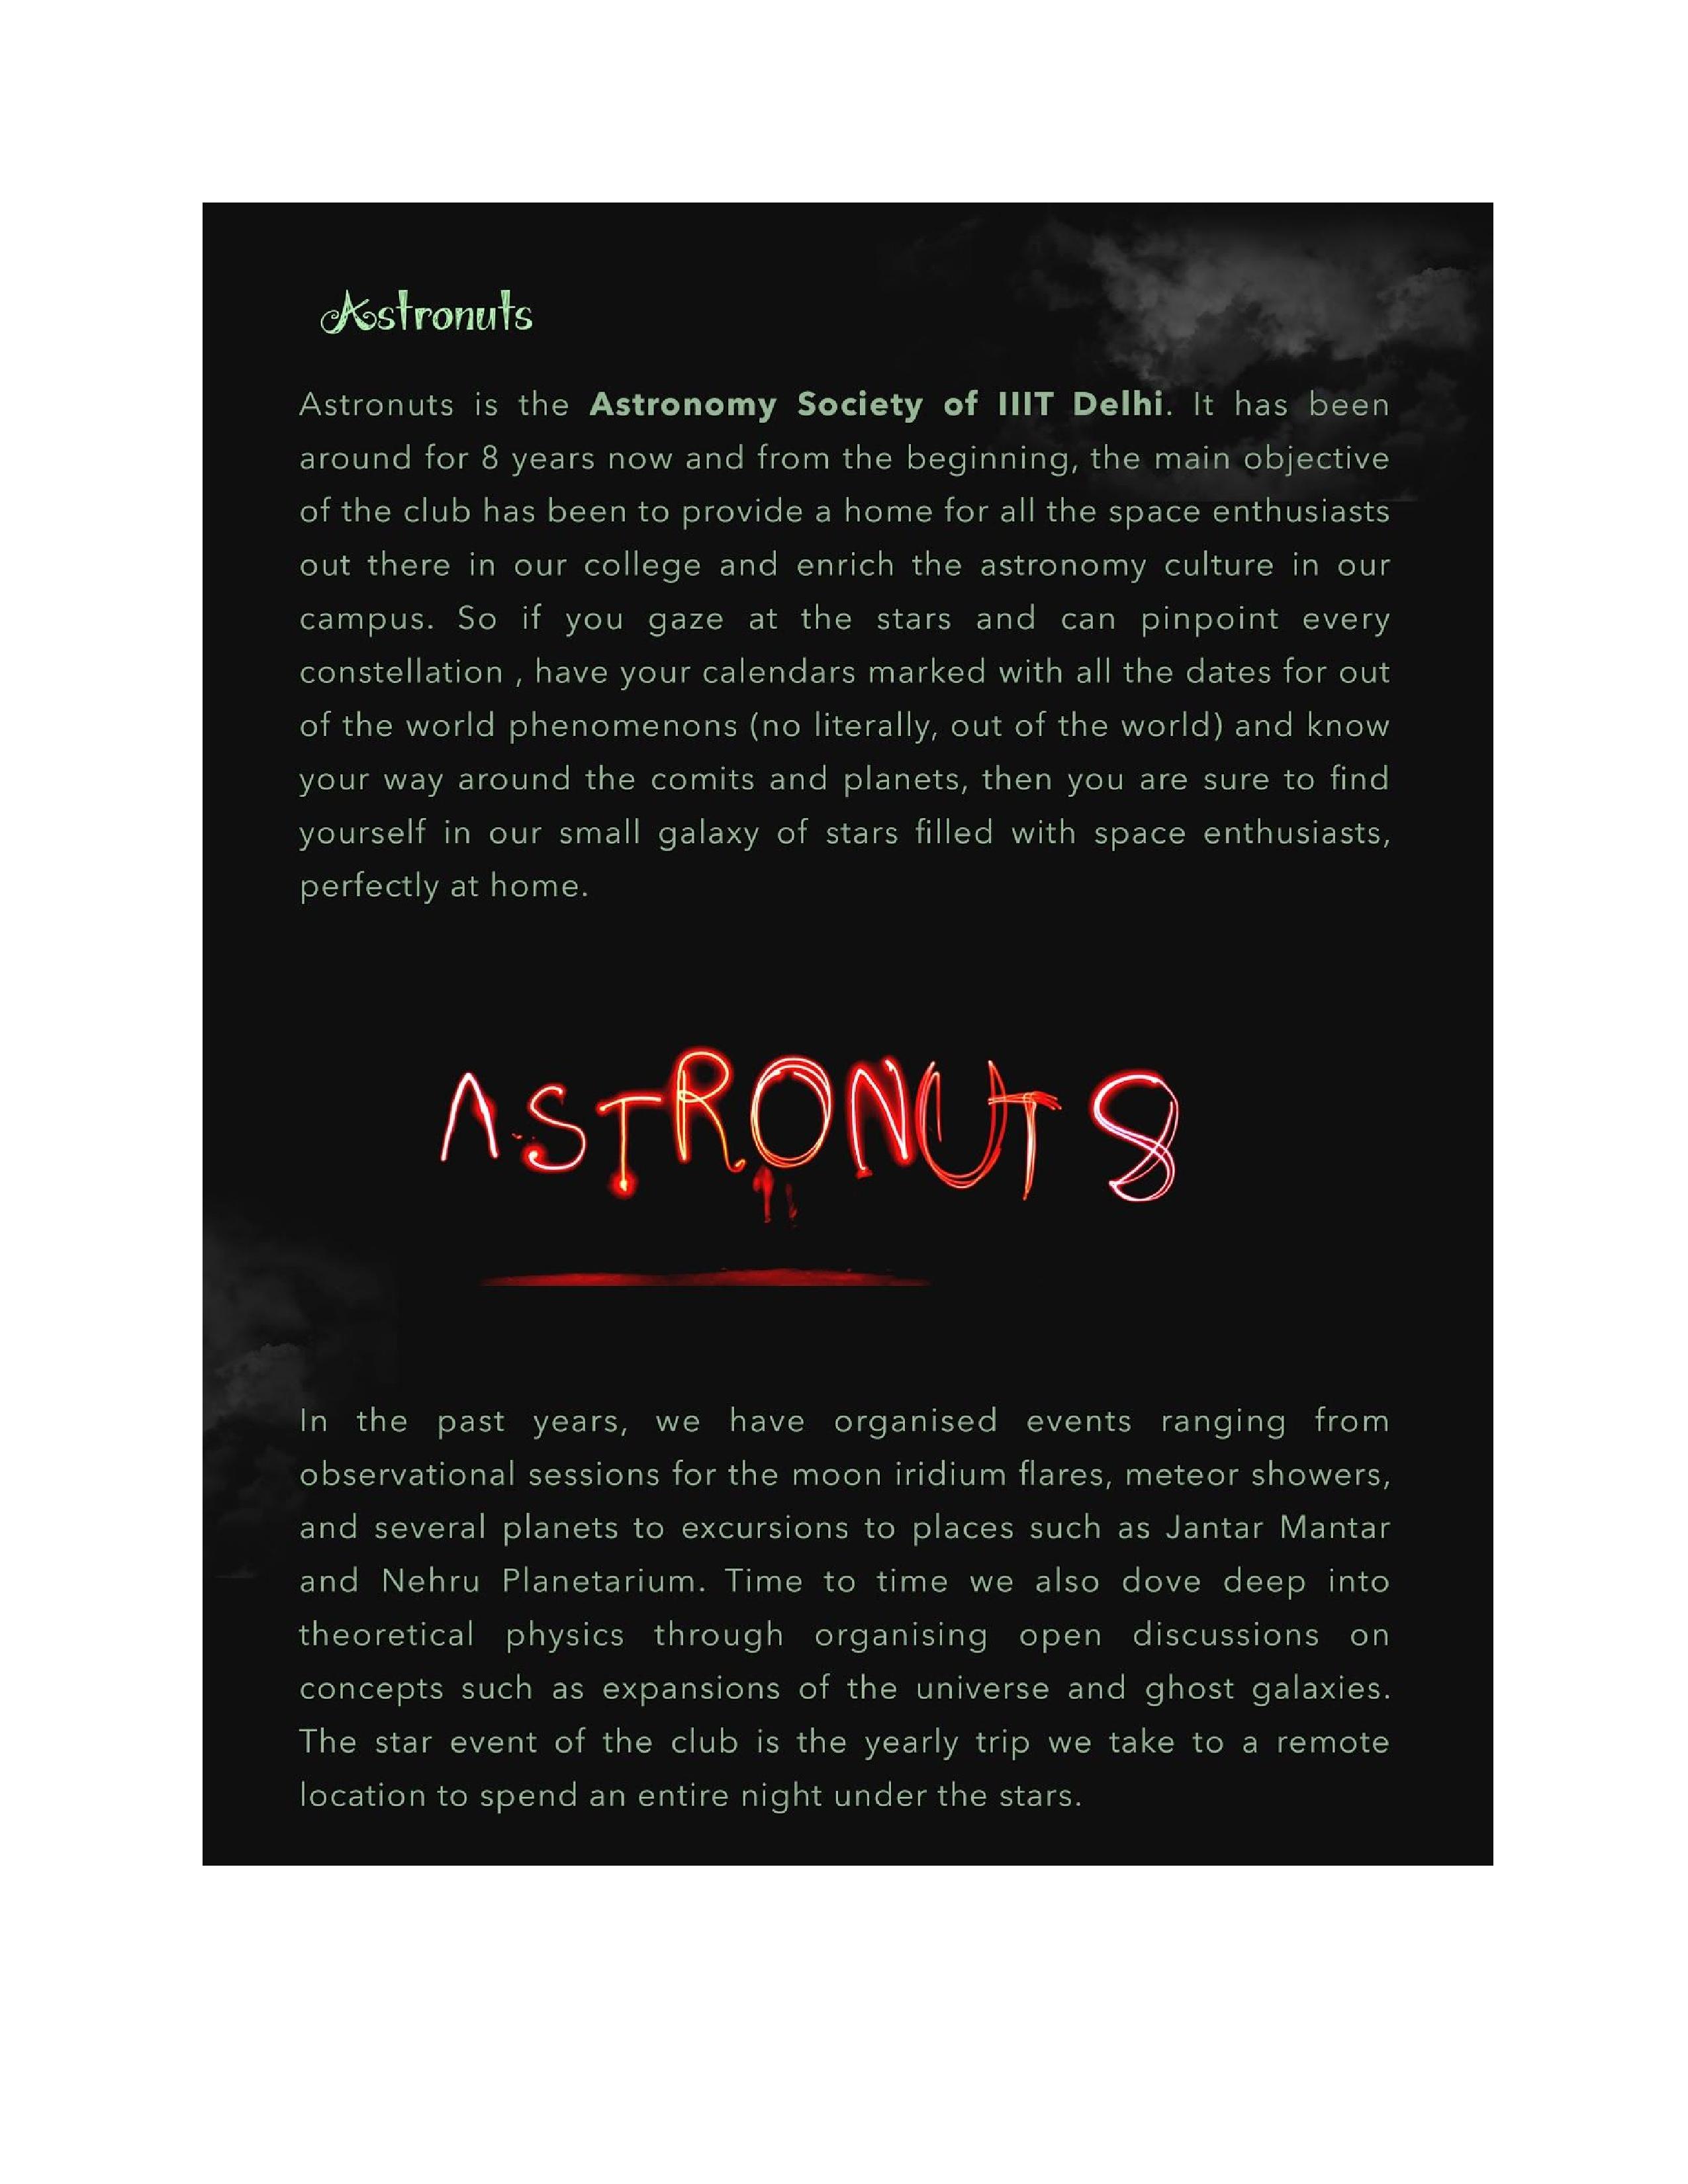 Astronuts
Astronuts is the Astronomy Society of IIIT Delhi. It has been
around for 8 years now and from the beginning, the main objective
of the club has been to provide a home for all the space enthusiasts
out there in our college and enrich the astronomy culture in our
campus. So if you gaze at the stars and can pinpoint every
constellation , have your calendars marked with all the dates for out
of the world phenomenons (no literally, out of the world) and know
your way around the comits and planets, then you are sure to find
yourself in our small galaxy of stars filled with space enthusiasts,
perfectly at home.
ASTRONUTS
In the past years, we have organised events ranging from
observational sessions for the moon iridium flares, meteor showers,
and several planets to excursions to places such as Jantar Mantar
and Nehru Planetarium. Time to time we also dove deep into
theoretical physics through organising open discussions on
concepts such as expansions of the universe and ghost galaxies.
The star event of the club is the yearly trip we take to a remote
location to spend an entire night under the stars.